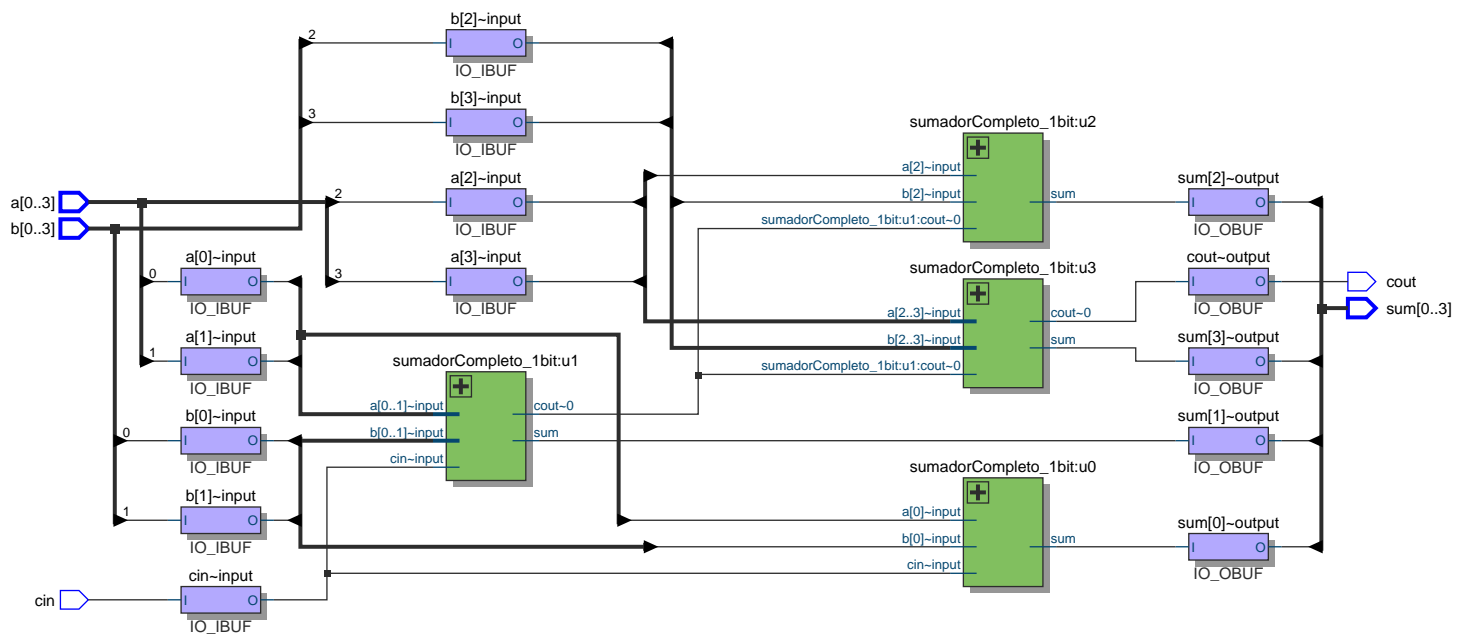 b[2]~input
2
I
O
IO_IBUF
b[3]~input
3
I
O
IO_IBUF
a[0..3]
b[0..3]
a[2]~input
2
I
O
IO_IBUF
a[3]~input
3
I
O
IO_IBUF
a[0]~input
0
I
O
IO_IBUF
a[1]~input
1
I
O
IO_IBUF
b[0]~input
0
I
O
IO_IBUF
b[1]~input
1
I
O
IO_IBUF
cin~input
cin
I
O
IO_IBUF
sumadorCompleto_1bit:u1
a[0..1]~input
b[0..1]~input
cin~input
cout~0
sum
sumadorCompleto_1bit:u2
a[2]~input
b[2]~input
sumadorCompleto_1bit:u1:cout~0
sum
sumadorCompleto_1bit:u3
a[2..3]~input
b[2..3]~input
sumadorCompleto_1bit:u1:cout~0
cout~0
sum
sumadorCompleto_1bit:u0
a[0]~input
b[0]~input
cin~input
sum
sum[2]~output
I
O
IO_OBUF
cout~output
I
O
IO_OBUF
sum[3]~output
I
O
IO_OBUF
sum[1]~output
I
O
IO_OBUF
sum[0]~output
I
O
IO_OBUF
cout
sum[0..3]